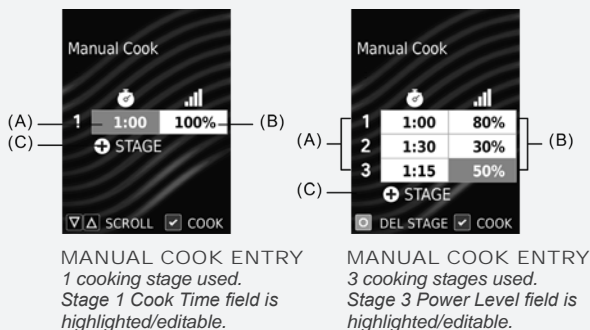 Manual Cook
1 1:00 100%
STAGE
SCROLL COOK
(A)
(C)
(B)
MANUAL COOK ENTRY
1 cooking stage used.
Stage 1 Cook Time field is
highlighted/editable.
Manual Cook
1 1:00 80%
2 1:30 30%
3 1:15 50%
STAGE
DEL STAGE COOK
(A)
(C)
(B)
MANUAL COOK ENTRY
3 cooking stages used.
Stage 3 Power Level field is
highlighted/editable.